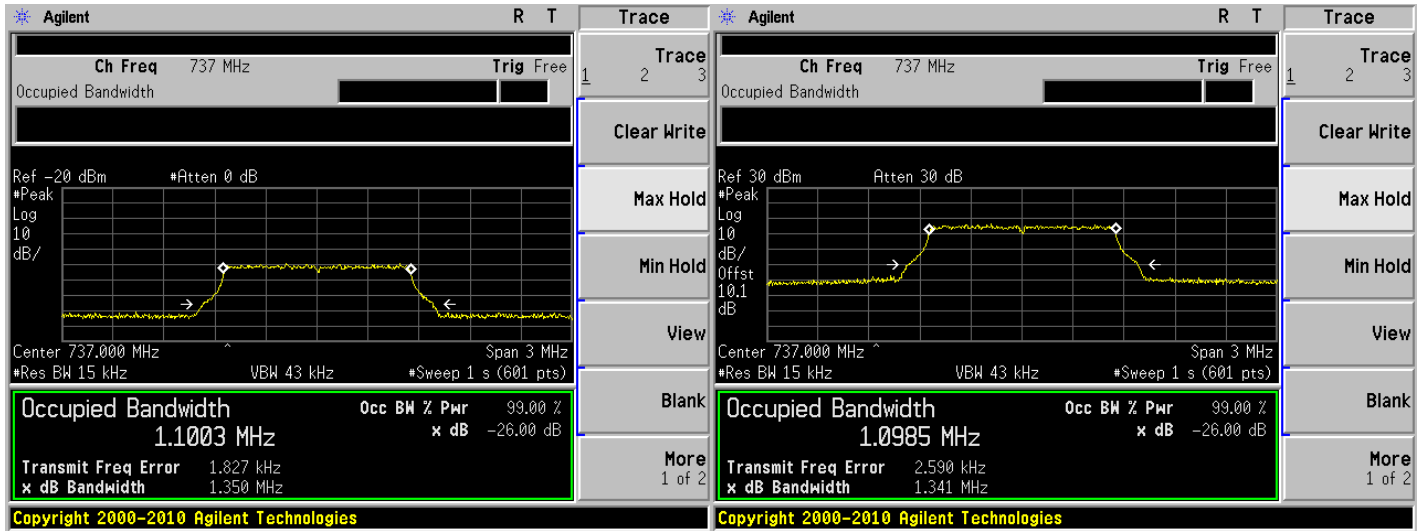 Agilent R T Trace
Ch Freq 737 MHz Trig Free
Occupied Bandwidth
Trace
1 2 3
Clear Write
Max Hold
Min Hold
View
Blank
More
1 of 2
Ref -20 dBm #Atten 0 dB
#Peak
Log
10
dB/
Center 737.000 MHz ^ Span 3 MHz
#Res BW 15 kHz VBW 43 kHz #Sweep 1 s (601 pts)
Occupied Bandwidth Occ BW % Pwr 99.00 %
1.1003 MHz x dB -26.00 dB
Transmit Freq Error 1.827 kHz
x dB Bandwidth 1.350 MHz
Copyright 2000-2010 Agilent Technologies
Agilent R T Trace
Ch Freq 737 MHz Trig Free
Occupied Bandwidth
Trace
1 2 3
Clear Write
Max Hold
Min Hold
View
Blank
More
1 of 2
Ref 30 dBm Atten 30 dB
#Peak
Log
10
dB/
Offst
10.1
dB
Center 737.000 MHz ^ Span 3 MHz
#Res BW 15 kHz VBW 43 kHz #Sweep 1 s (601 pts)
Occupied Bandwidth Occ BW % Pwr 99.00 %
1.0985 MHz x dB -26.00 dB
Transmit Freq Error 2.590 kHz
x dB Bandwidth 1.341 MHz
Copyright 2000-2010 Agilent Technologies